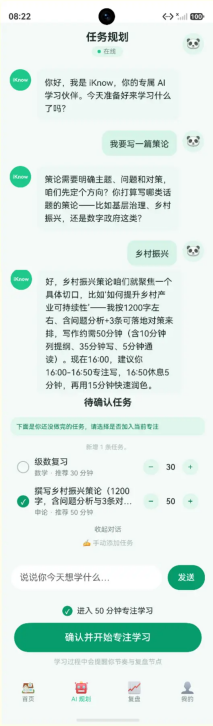 08:22
100
任务规划
在线
iKnow
你好，我是 iKnow，你的专属 AI
学习伙伴。今天准备好来学习什
么了吗？
我要写一篇策论
iKnow
策论需要明确主题、问题和对策，
咱们先定个方向？你打算写哪类话
题的策论——比如基层治理、乡村
振兴，还是数字政府这类？
乡村振兴
iKnow
好，乡村振兴策论咱们就聚焦一个
具体切口，比如‘如何提升乡村产
业可持续性’——我按1200字左
右、含问题分析+3条可落地对策来
排，写作约需50分钟（含10分钟
列提纲、35分钟写、5分钟通
读）。现在16:00，建议你
16:00-16:50专注写，16:50休息5
分钟，再用15分钟快速润色。
待确认任务
下面是你还没做完的任务，请选择是否加入当前专注
新增 1 条任务。
级数复习
数学 · 推荐 30 分钟
− 30 +
撰写乡村振兴策论（1200
字，含问题分析与3条对...
申论 · 推荐 50 分钟
− 50 +
收起对话
手动添加任务
说说你今天想学什么...
发送
进入 50 分钟专注学习
确认并开始专注学习
学习过程中会提醒你节奏与复盘节点
首页
AI 规划
复盘
我的